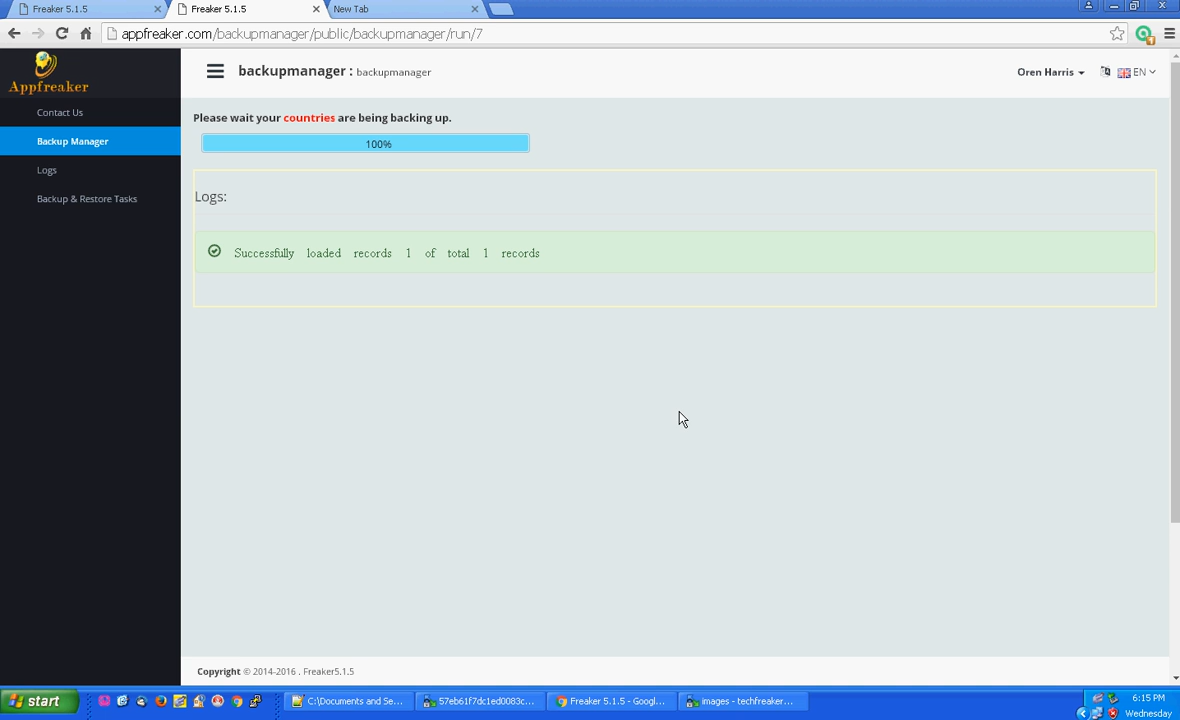 Freaker 5.1.5
Freaker 5.1.5
New Tab
appfreaker.com/backupmanager/public/backupmanager/run/7
Appfreaker
backupmanager : backupmanager
Oren Harris
EN
Contact Us
Backup Manager
Logs
Backup & Restore Tasks
Please wait your countries are being backing up.
100%
Logs:
Successfully loaded records 1 of total 1 records
Copyright © 2014-2016 . Freaker5.1.5
start
C:\Documents and Se...
57eb61f7dc1ed0083c...
Freaker 5.1.5 - Googl...
images - techfreaker...
6:15 PM
Wednesday